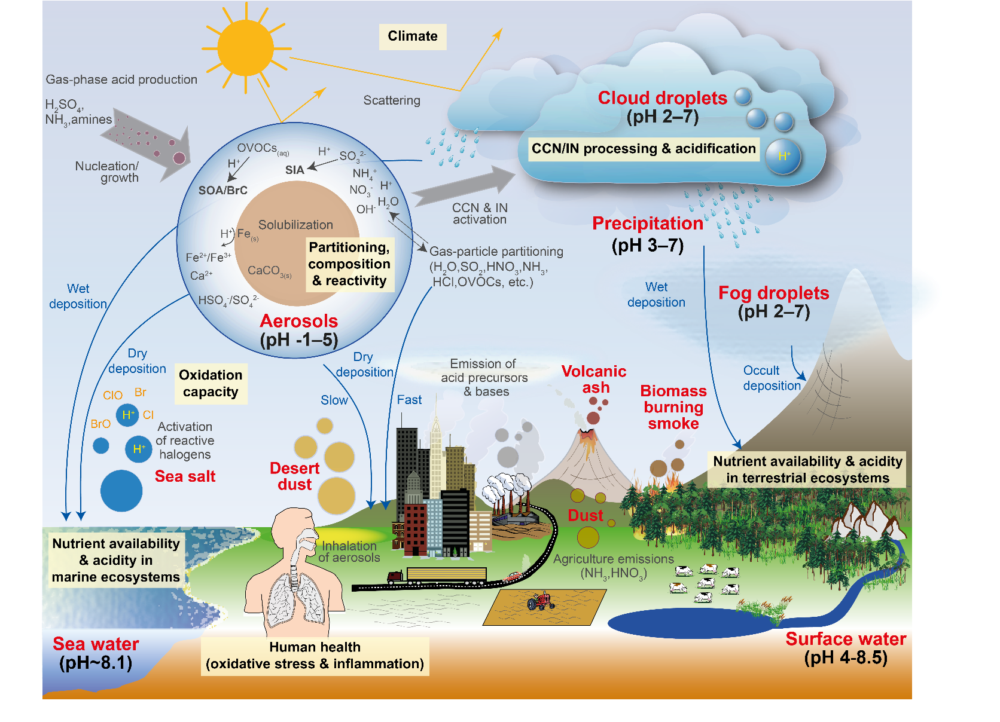 Climate
Gas-phase acid production
H₂SO₄,
NH₃,amines
Nucleation/
growth
Scattering
Cloud droplets
(pH 2–7)
CCN/IN processing & acidification
H⁺
OVOCs(aq)
H⁺
SOA/BrC
H⁺
SO₃²⁻
SIA
NH₄⁺
NO₃⁻
H⁺
H₂O
OH⁻
CCN & IN
activation
Solubilization
H⁺
Fe(s)
Fe²⁺/Fe³⁺
Ca²⁺
CaCO₃(s)
HSO₄⁻/SO₄²⁻
Partitioning,
composition
& reactivity
Aerosols
(pH -1–5)
Gas-particle partitioning
(H₂O,SO₂,HNO₃,NH₃,
HCl,OVOCs, etc.)
Precipitation
(pH 3–7)
Wet
deposition
Wet
deposition
Fog droplets
(pH 2–7)
Occult
deposition
Dry
deposition
Oxidation
capacity
Dry
deposition
Slow
Fast
Emission of
acid precursors
& bases
Volcanic
ash
Biomass
burning
smoke
ClO
Br
H⁺
Cl
BrO
H⁺
Activation
of reactive
halogens
Sea salt
Desert
dust
Nutrient availability & acidity
in terrestrial ecosystems
Dust
Agriculture emissions
(NH₃,HNO₃)
Inhalation
of aerosols
Nutrient availability
& acidity in
marine ecosystems
Sea water
(pH~8.1)
Human health
(oxidative stress & inflammation)
Surface water
(pH 4-8.5)